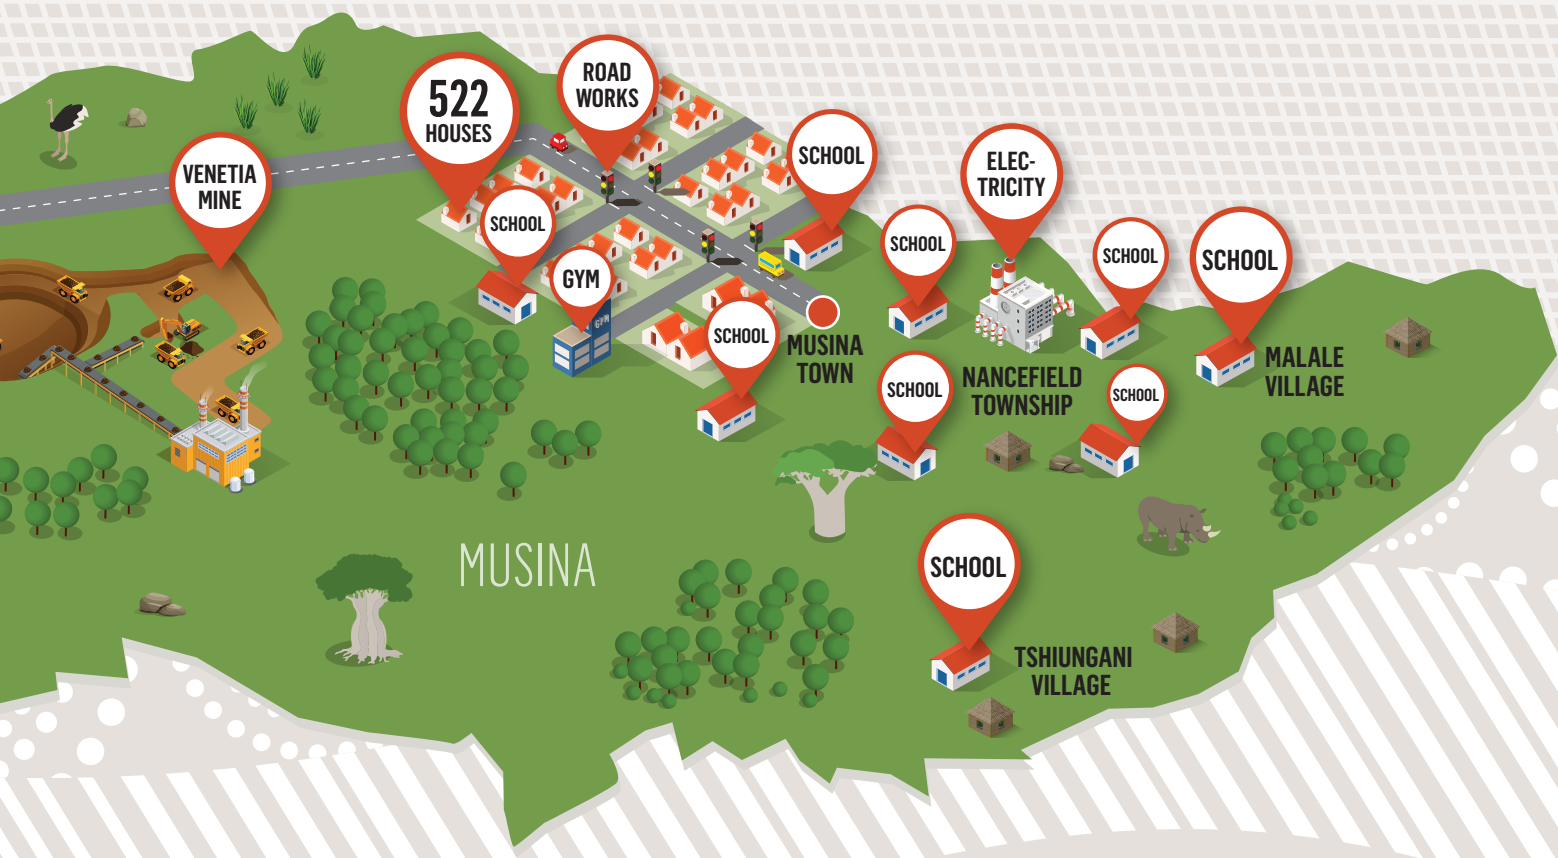 522
HOUSES
ROAD
WORKS
VENETIA
MINE
SCHOOL
ELEC-
TRICITY
SCHOOL
SCHOOL
SCHOOL
SCHOOL
GYM
GYM
SCHOOL
MUSINA
TOWN
MALALE
VILLAGE
SCHOOL
NANCEFIELD
TOWNSHIP
SCHOOL
MUSINA
SCHOOL
TSHIUNGANI
VILLAGE